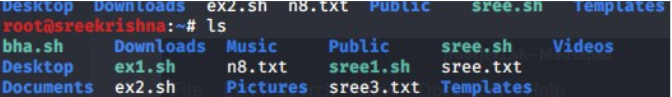 Desktop Downloads ex2.sh n8.txt Public sree.sh Templates
root@sreekrishna:~# ls
bha.sh Downloads Music Public sree.sh Videos
Desktop ex1.sh n8.txt sree1.sh sree.txt
Documents ex2.sh Pictures sree3.txt Templates